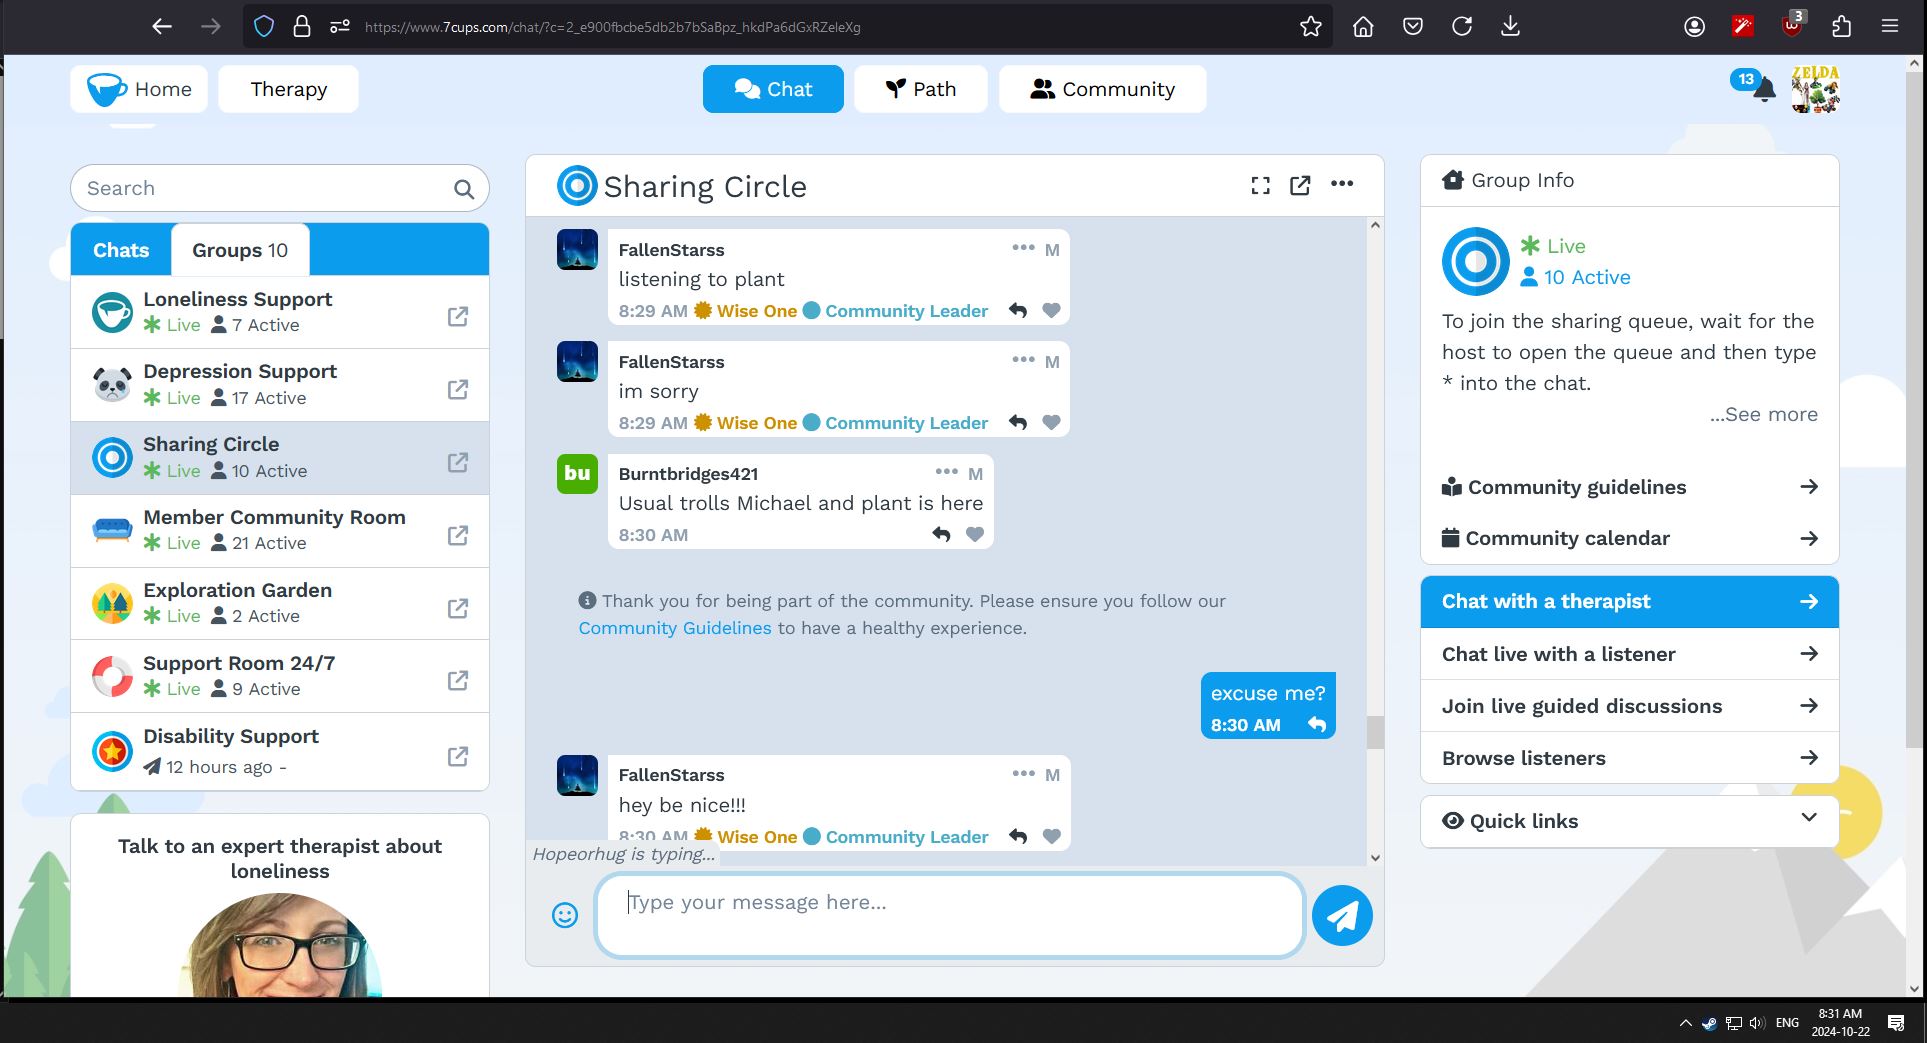 https://www.7cups.com/chat/?c=2_e900fbcbe5db2b7bSaBpz_hkdPa6dGxRZeleXg
3
Home
Therapy
Chat
Path
Community
13
ZELDA
Search
Chats
Groups 10
Loneliness Support
Live 7 Active
Depression Support
Live 17 Active
Sharing Circle
Live 10 Active
Member Community Room
Live 21 Active
Exploration Garden
Live 2 Active
Support Room 24/7
Live 9 Active
Disability Support
12 hours ago -
Talk to an expert therapist about
loneliness
Sharing Circle
FallenStarss M
listening to plant
8:29 AM Wise One Community Leader
FallenStarss M
im sorry
8:29 AM Wise One Community Leader
bu
Burntbridges421 M
Usual trolls Michael and plant is here
8:30 AM
Thank you for being part of the community. Please ensure you follow our
Community Guidelines to have a healthy experience.
excuse me?
8:30 AM
FallenStarss M
hey be nice!!!
8:30 AM Wise One Community Leader
Hopeorhug is typing...
Type your message here...
Group Info
Live
10 Active
To join the sharing queue, wait for the
host to open the queue and then type
* into the chat.
...See more
Community guidelines
Community calendar
Chat with a therapist
Chat live with a listener
Join live guided discussions
Browse listeners
Quick links
ENG
8:31 AM
2024-10-22